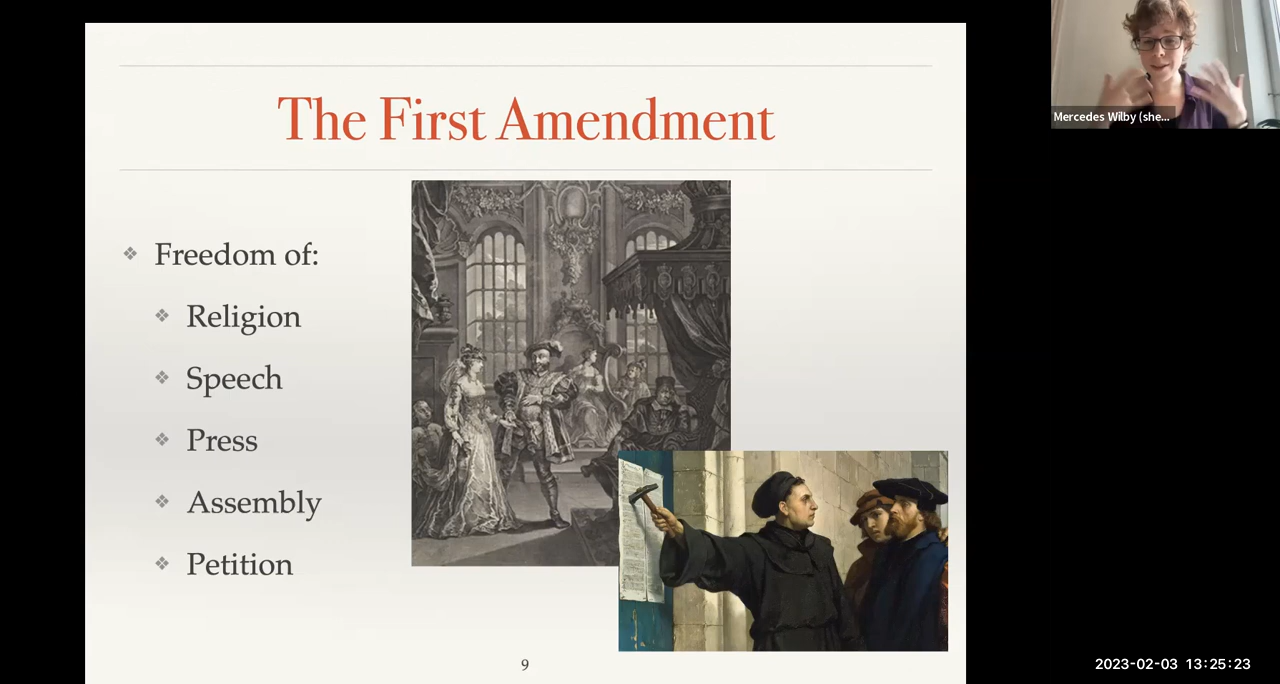 The First Amendment
Freedom of:
Religion
Speech
Press
Assembly
Petition
9
Mercedes Wilby (she...
2023-02-03 13:25:23